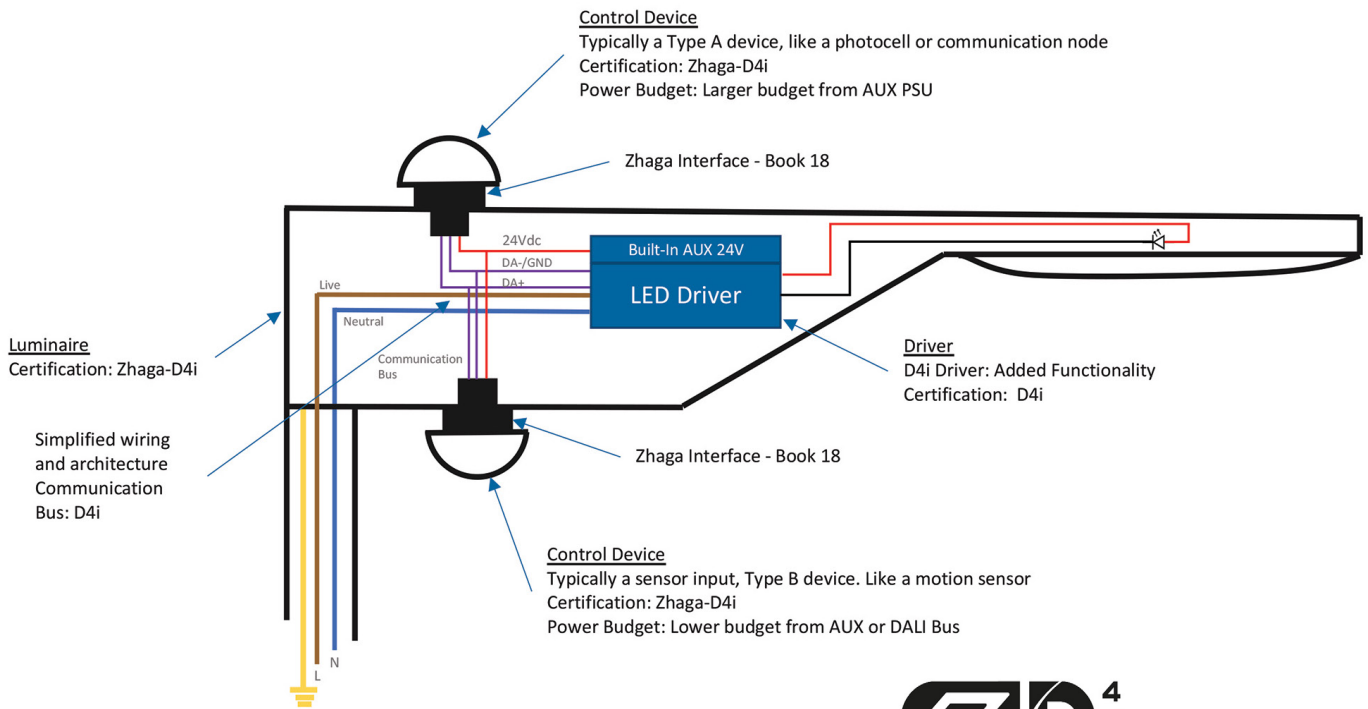 Control Device
Typically a Type A device, like a photocell or communication node
Certification: Zhaga-D4i
Power Budget: Larger budget from AUX PSU
Zhaga Interface - Book 18
24Vdc
DA-/GND
DA+
Built-In AUX 24V
LED Driver
Live
Neutral
Communication
Bus
Luminaire
Certification: Zhaga-D4i
Driver
D4i Driver: Added Functionality
Certification:  D4i
Simplified wiring
and architecture
Communication
Bus: D4i
Zhaga Interface - Book 18
Control Device
Typically a sensor input, Type B device. Like a motion sensor
Certification: Zhaga-D4i
Power Budget: Lower budget from AUX or DALI Bus
N
L
4